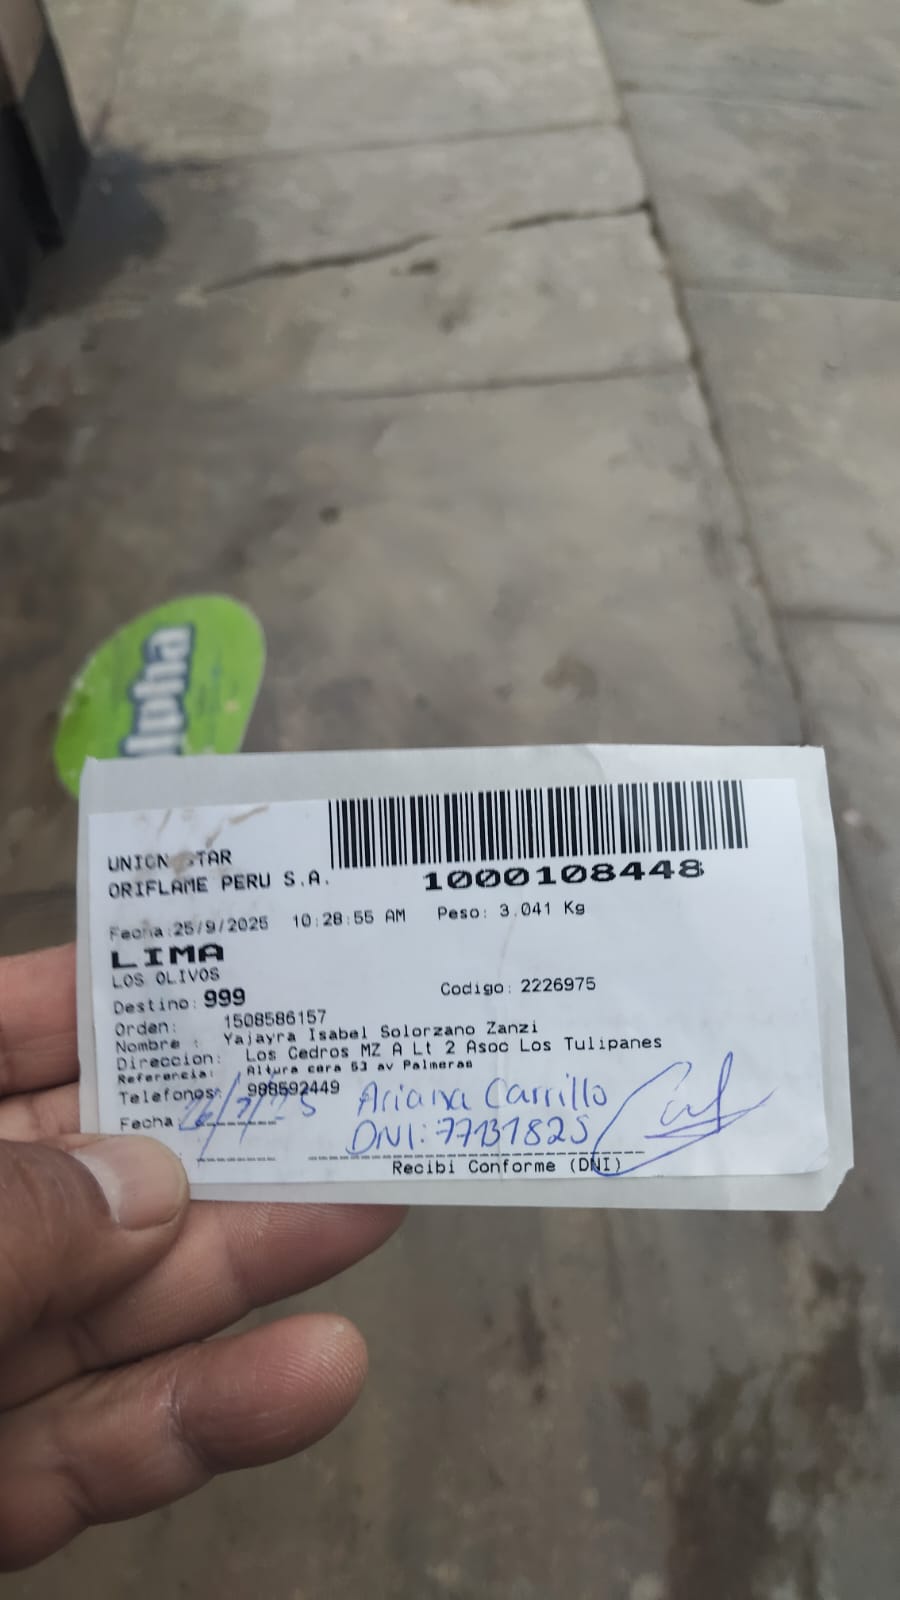 lpha
UNION STAR
ORIFLAME PERU S.A.
1000108448
Fecha:25/9/2025 10:28:55 AM Peso: 3.041 Kg
LIMA
LOS OLIVOS
Destino: 999 Codigo: 2226975
Orden: 1508586157
Nombre : Yajayra Isabel Solorzano Zanzi
Direccion: Los Cedros MZ A Lt 2 Asoc Los Tulipanes
Referencia: Altura cdra 53 av Palmeras
Telefonos: 988592449
Ariana Carrillo
Fecha:
DNI: 77131825
Recibi Conforme (DNI)